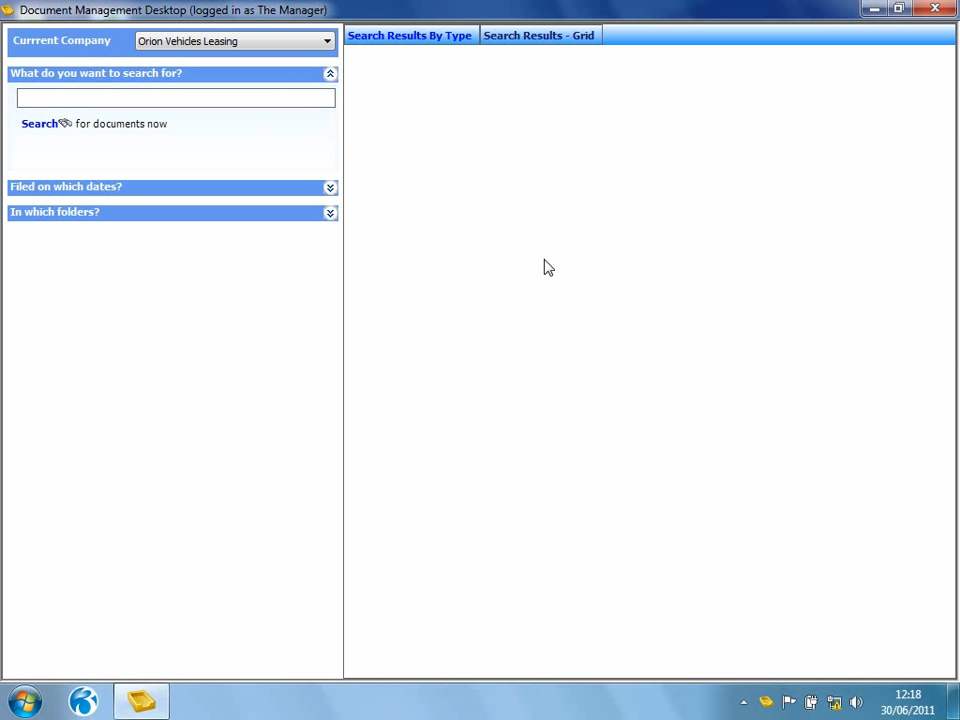 Document Management Desktop (logged in as The Manager)
Currrent Company
Orion Vehicles Leasing
Search Results By Type
Search Results - Grid
What do you want to search for?
Search for documents now
Filed on which dates?
In which folders?
12:18
30/06/2011